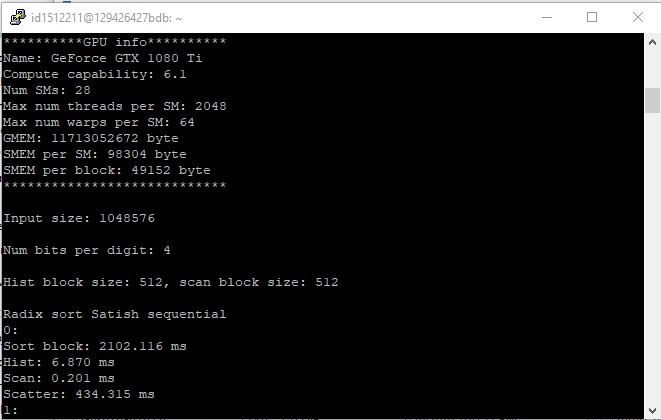 id1512211@129426427bdb: ~
**********GPU info**********
Name: GeForce GTX 1080 Ti
Compute capability: 6.1
Num SMs: 28
Max num threads per SM: 2048
Max num warps per SM: 64
GMEM: 11713052672 byte
SMEM per SM: 98304 byte
SMEM per block: 49152 byte
****************************
Input size: 1048576
Num bits per digit: 4
Hist block size: 512, scan block size: 512
Radix sort Satish sequential
0:
Sort block: 2102.116 ms
Hist: 6.870 ms
Scan: 0.201 ms
Scatter: 434.315 ms
1: